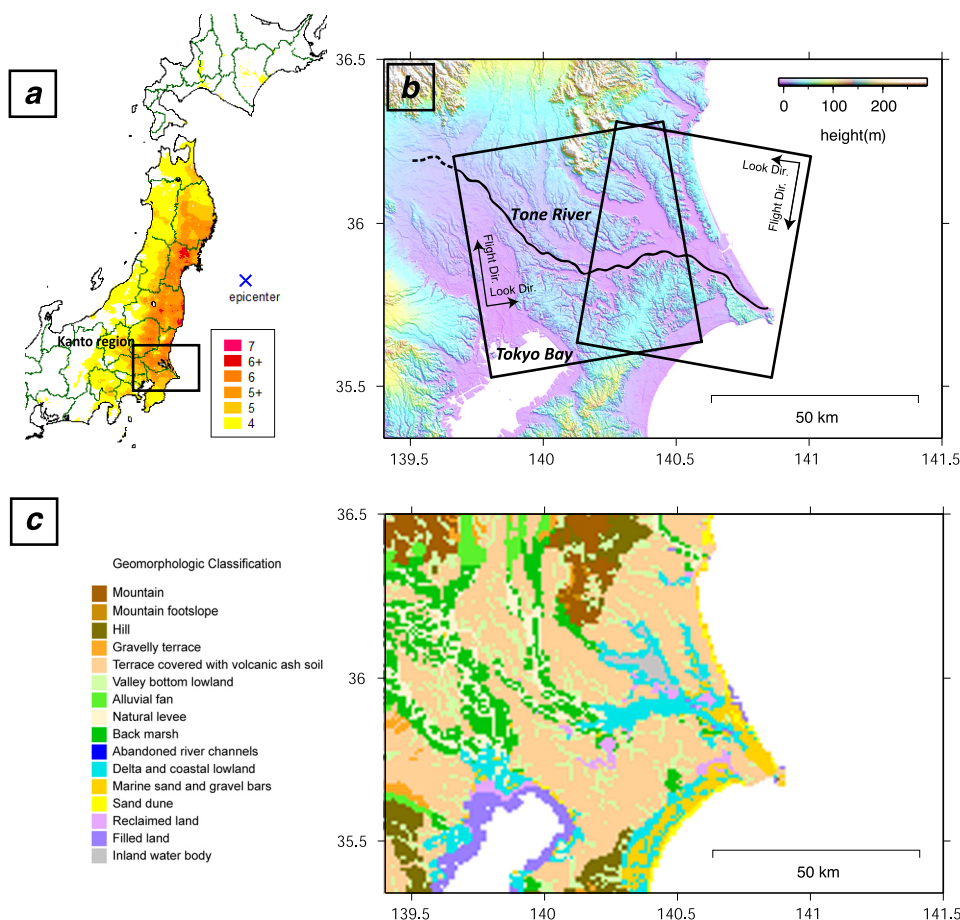 a
epicenter
Kanto region
7
6+
6
5+
5
4
b
36.5
36
35.5
139.5
140
140.5
141
141.5
0
100
200
height(m)
Look Dir.
Flight Dir.
Tone River
Flight Dir.
Look Dir.
Tokyo Bay
50 km
c
Geomorphologic Classification
Mountain
Mountain footslope
Hill
Gravelly terrace
Terrace covered with volcanic ash soil
Valley bottom lowland
Alluvial fan
Natural levee
Back marsh
Abandoned river channels
Delta and coastal lowland
Marine sand and gravel bars
Sand dune
Reclaimed land
Filled land
Inland water body
36.5
36
35.5
50 km
139.5
140
140.5
141
141.5